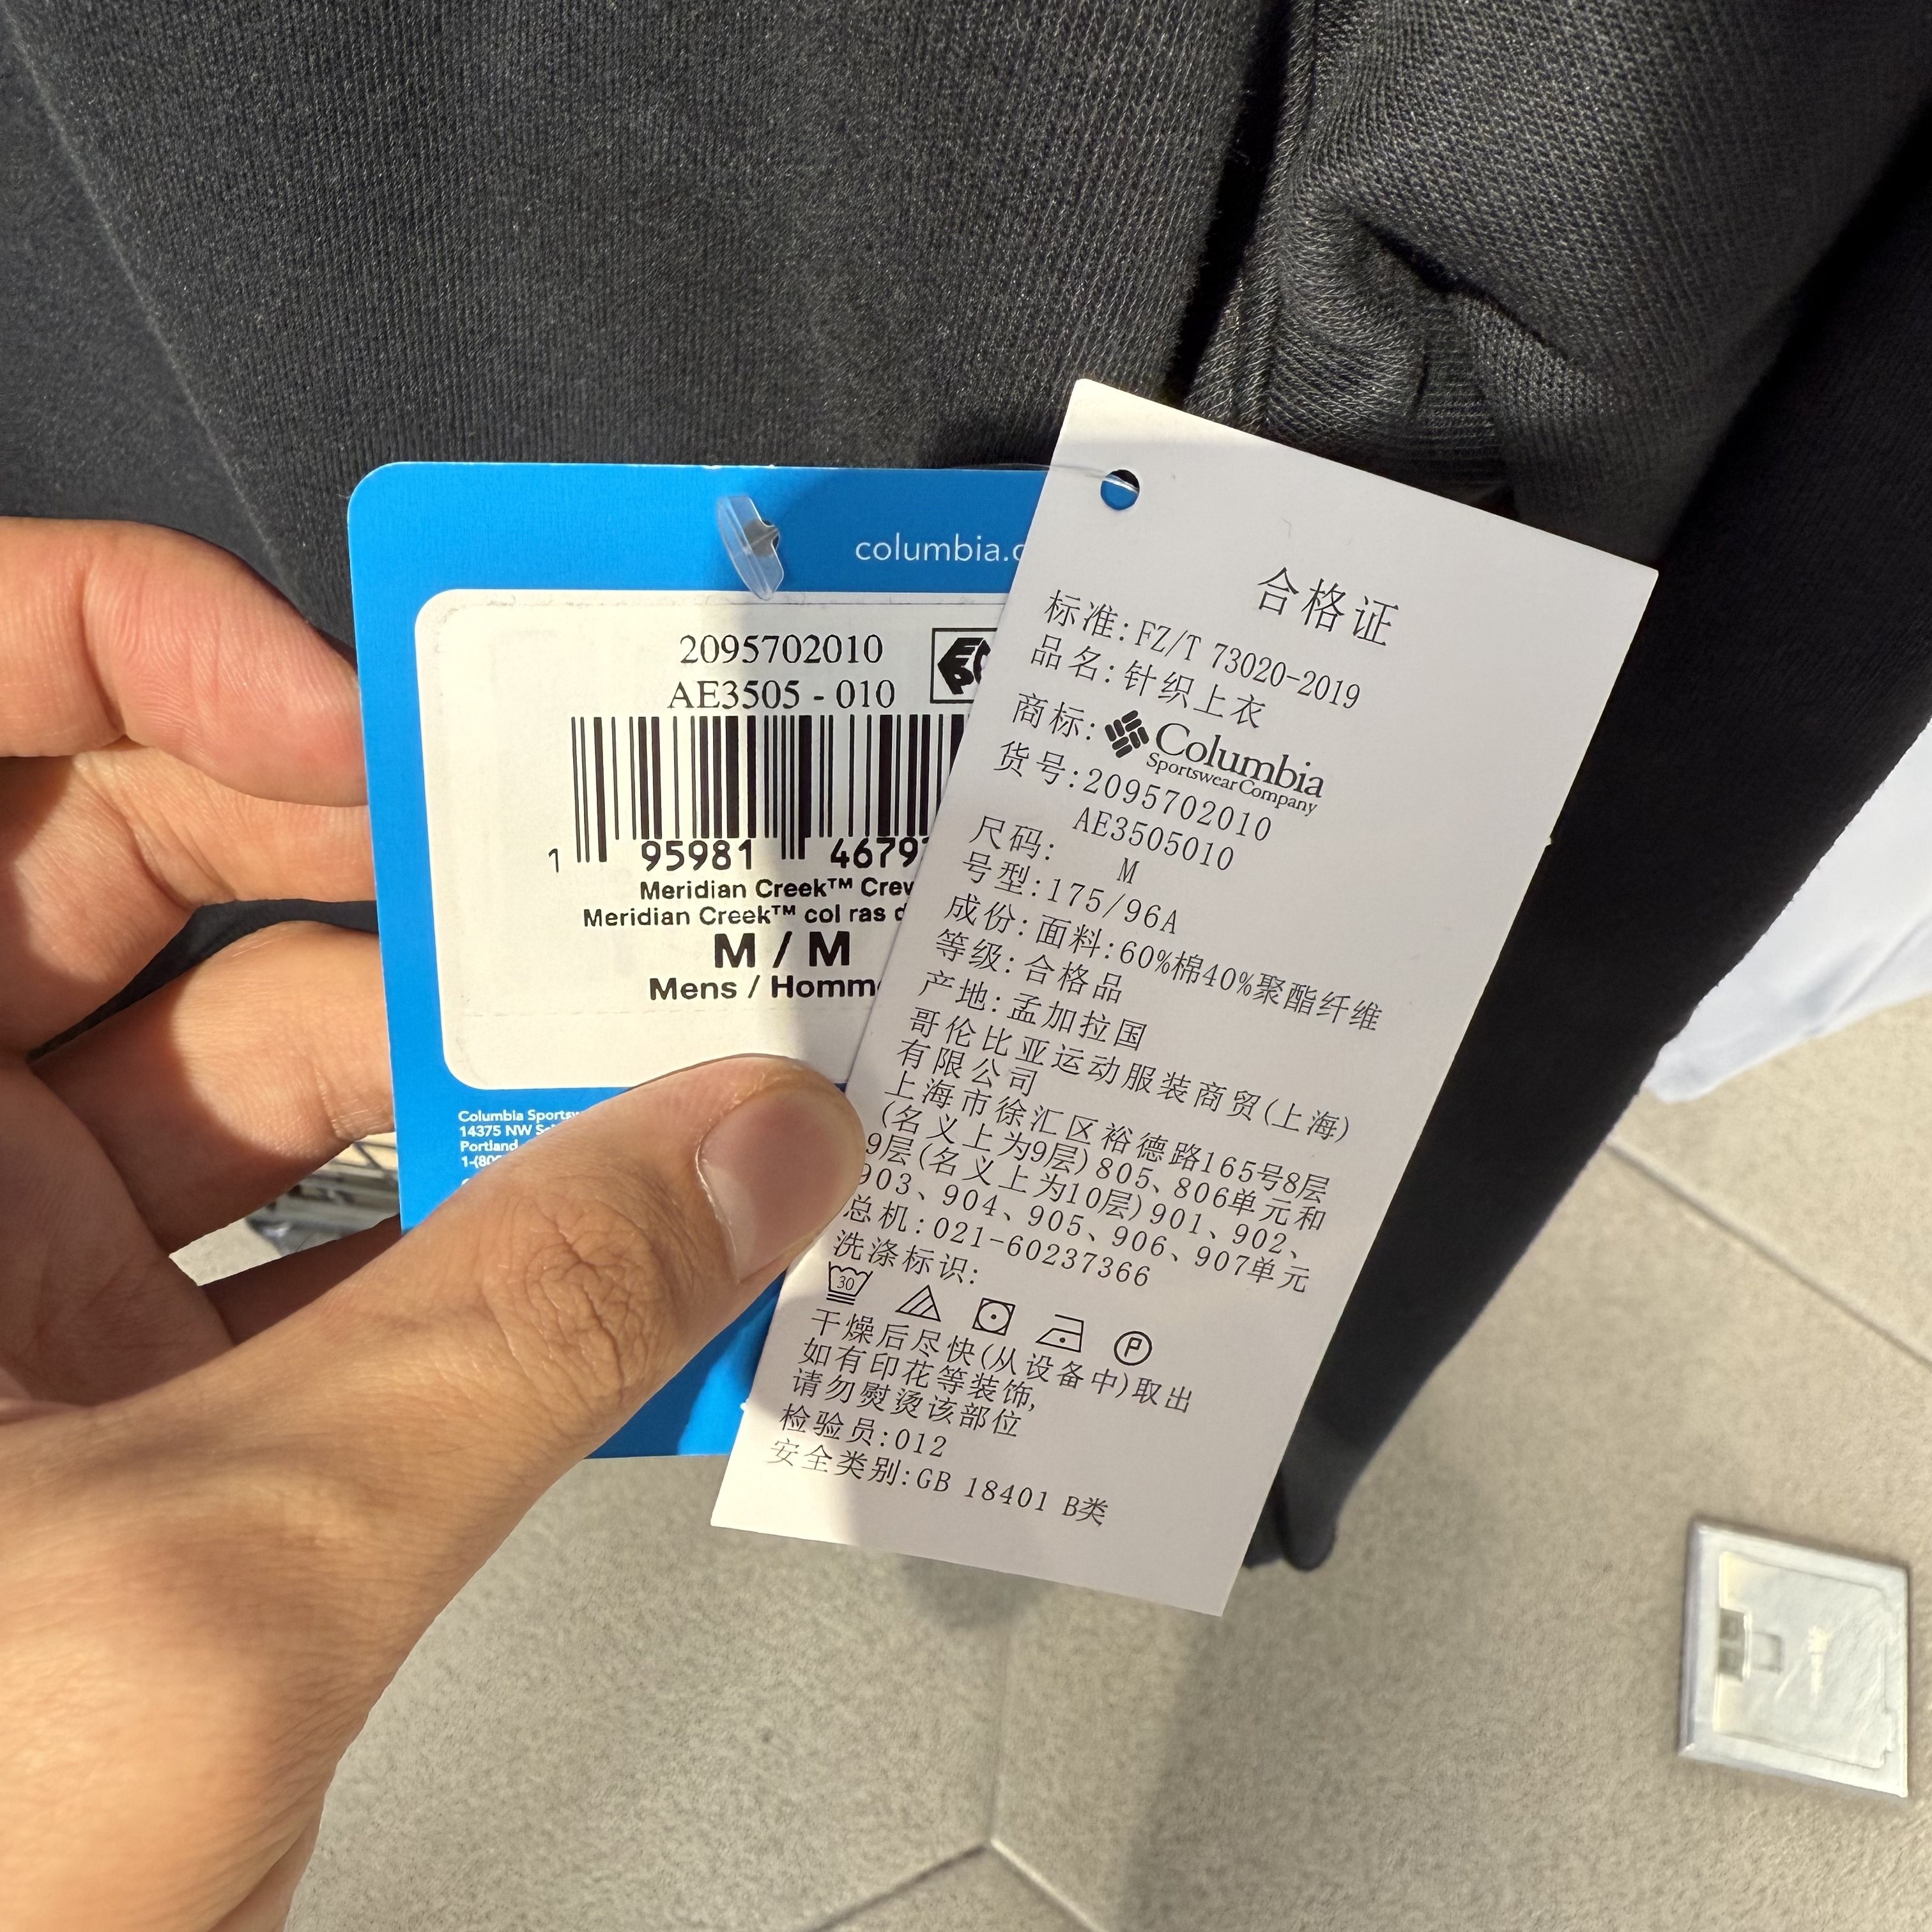 columbia.c
2095702010
AE3505 - 010
1 95981 4679
Meridian Creek™ Crew
Meridian Creek™ col ras d
M / M
Mens / Homme
Columbia Sportsw
14375 NW
Portland
1-(80
合格证
标准:FZ/T 73020-2019
品名:针织上衣
商标: Columbia
Sportswear Company
货号:2095702010
AE3505010
尺码: M
号型:175/96A
成份:面料:60%棉40%聚酯纤维
等级:合格品
产地:孟加拉国
哥伦比亚运动服装商贸(上海)
有限公司
上海市徐汇区裕德路165号8层
(名义上为9层)805、806单元和
9层(名义上为10层)901、902、
903、904、905、906、907单元
总机:021-60237366
洗涤标识:
30
P
干燥后尽快(从设备中)取出
如有印花等装饰,
请勿熨烫该部位
检验员:012
安全类别:GB 18401 B类